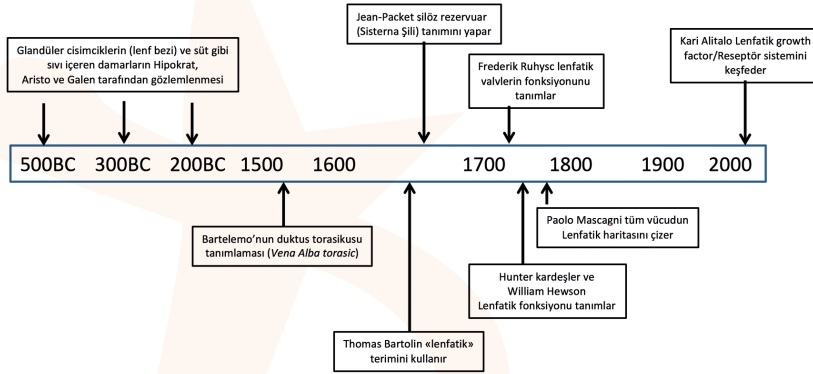 Jean-Packet silöz rezervuar
(Sisterna Şili) tanımını yapar
Glandüler cisimciklerin (lenf bezi) ve süt gibi
sıvı içeren damarların Hipokrat,
Aristo ve Galen tarafından gözlemlenmesi
Frederik Ruhysc lenfatik
valvlerin fonksiyonunu
tanımlar
Kari Alitalo Lenfatik growth
factor/Reseptör sistemini
keşfeder
500BC 300BC 200BC 1500 1600 1700 1800 1900 2000
Bartelemo’nun duktus torasikusu
tanımlaması (Vena Alba torasic)
Paolo Mascagni tüm vücudun
Lenfatik haritasını çizer
Hunter kardeşler ve
William Hewson
Lenfatik fonksiyonu tanımlar
Thomas Bartolin «lenfatik»
terimini kullanır